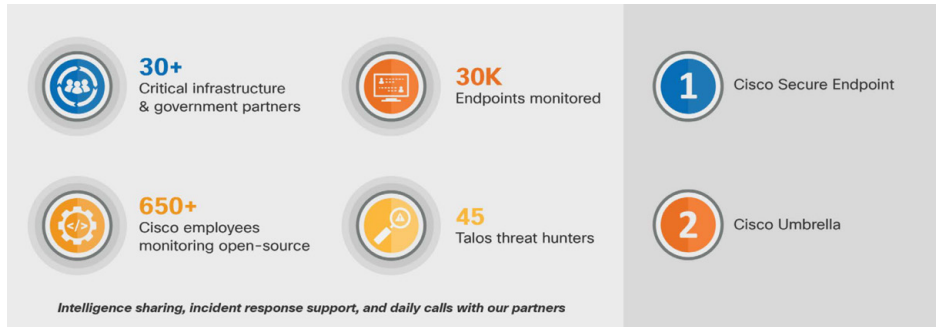 30+
Critical infrastructure
& government partners
30K
Endpoints monitored
650+
Cisco employees
monitoring open-source
</>
45
Talos threat hunters
Intelligence sharing, incident response support, and daily calls with our partners
1
Cisco Secure Endpoint
2
Cisco Umbrella